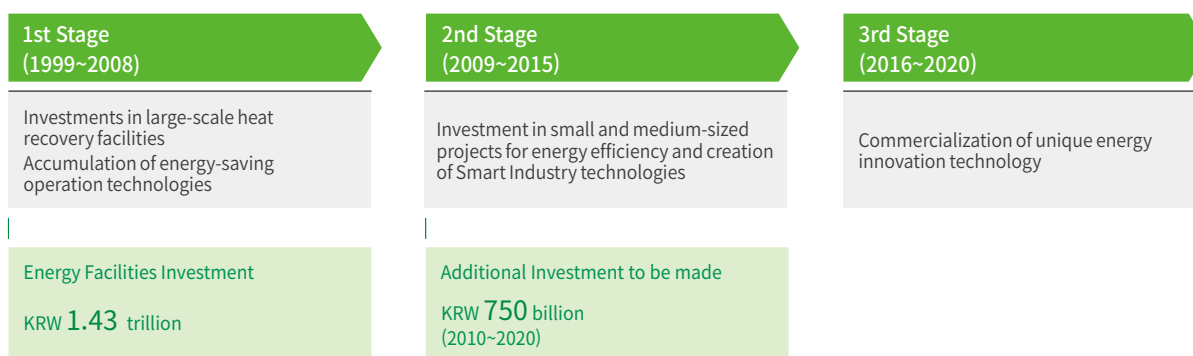 1st Stage
(1999~2008)
Investments in large-scale heat
recovery facilities
Accumulation of energy-saving
operation technologies
Energy Facilities Investment
KRW 1.43 trillion
2nd Stage
(2009~2015)
Investment in small and medium-sized
projects for energy efficiency and creation
of Smart Industry technologies
Additional Investment to be made
KRW 750 billion
(2010~2020)
3rd Stage
(2016~2020)
Commercialization of unique energy
innovation technology